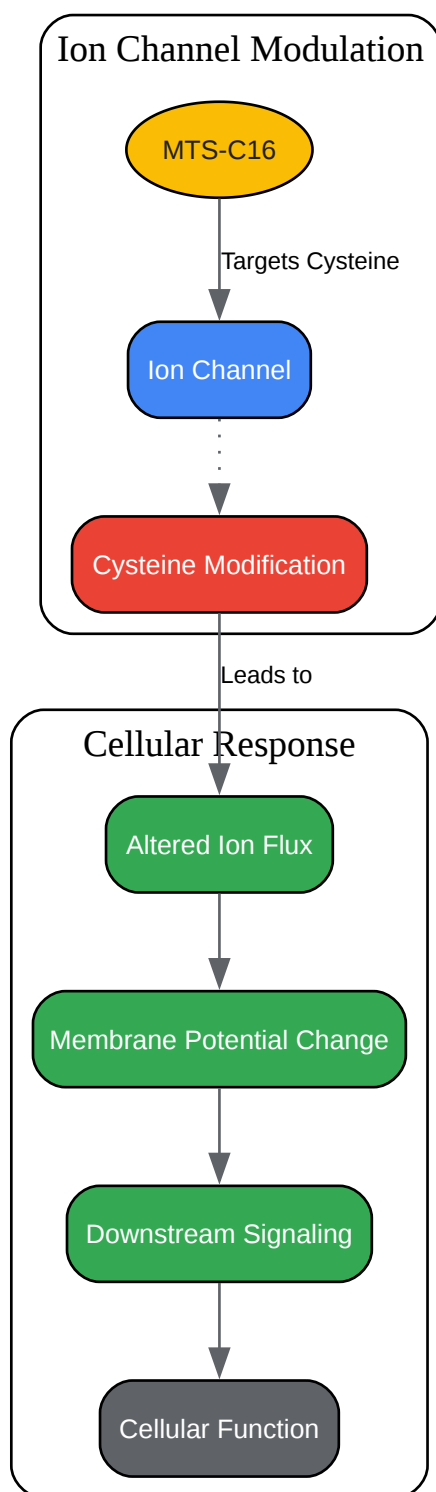 Ion Channel Modulation
MTS-C16
Targets Cysteine
Ion Channel
Cysteine Modification
Leads to
Cellular Response
Altered Ion Flux
Membrane Potential Change
Downstream Signaling
Cellular Function